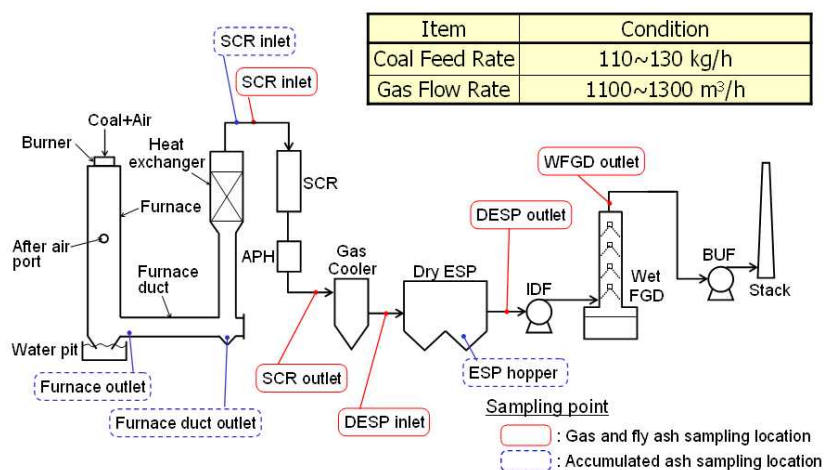 Item Condition
Coal Feed Rate 110~130 kg/h
Gas Flow Rate 1100~1300 m³/h
SCR inlet
SCR inlet
Coal+Air
Burner
Heat
exchanger
Furnace
After air
port
Furnace
duct
Water pit
Furnace outlet
Furnace duct outlet
SCR
APH
Gas
Cooler
SCR outlet
DESP inlet
Dry ESP
ESP hopper
DESP outlet
IDF
WFGD outlet
Wet
FGD
BUF
Stack
Sampling point
: Gas and fly ash sampling location
: Accumulated ash sampling location